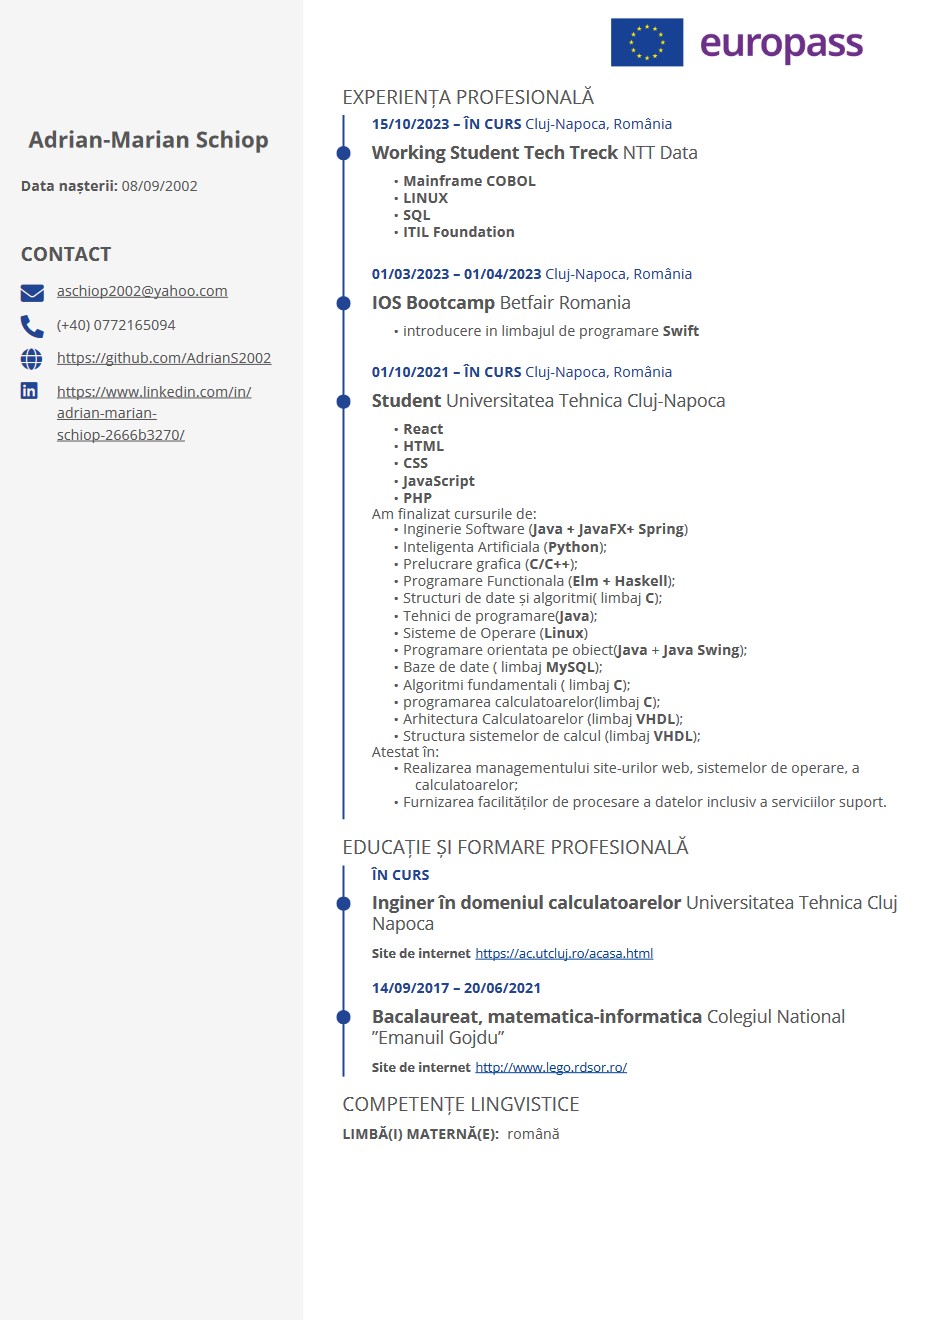 europass
Adrian-Marian Schiop
Data nașterii: 08/09/2002
CONTACT
aschiop2002@yahoo.com
(+40) 0772165094
https://github.com/AdrianS2002
https://www.linkedin.com/in/
adrian-marian-
schiop-2666b3270/
EXPERIENȚA PROFESIONALĂ
15/10/2023 – ÎN CURS Cluj-Napoca, România
Working Student Tech Treck NTT Data
• Mainframe COBOL
• LINUX
• SQL
• ITIL Foundation
01/03/2023 – 01/04/2023 Cluj-Napoca, România
IOS Bootcamp Betfair Romania
• introducere in limbajul de programare Swift
01/10/2021 – ÎN CURS Cluj-Napoca, România
Student Universitatea Tehnica Cluj-Napoca
• React
• HTML
• CSS
• JavaScript
• PHP
Am finalizat cursurile de:
• Inginerie Software (Java + JavaFX+ Spring)
• Inteligenta Artificiala (Python);
• Prelucrare grafica (C/C++);
• Programare Functionala (Elm + Haskell);
• Structuri de date și algoritmi( limbaj C);
• Tehnici de programare(Java);
• Sisteme de Operare (Linux)
• Programare orientata pe obiect(Java + Java Swing);
• Baze de date ( limbaj MySQL);
• Algoritmi fundamentali ( limbaj C);
• programarea calculatoarelor(limbaj C);
• Arhitectura Calculatoarelor (limbaj VHDL);
• Structura sistemelor de calcul (limbaj VHDL);
Atestat în:
• Realizarea managementului site-urilor web, sistemelor de operare, a
calculatoarelor;
• Furnizarea facilităților de procesare a datelor inclusiv a serviciilor suport.
EDUCAȚIE ȘI FORMARE PROFESIONALĂ
ÎN CURS
Inginer în domeniul calculatoarelor Universitatea Tehnica Cluj
Napoca
Site de internet https://ac.utcluj.ro/acasa.html
14/09/2017 – 20/06/2021
Bacalaureat, matematica-informatica Colegiul National
”Emanuil Gojdu”
Site de internet http://www.lego.rdsor.ro/
COMPETENȚE LINGVISTICE
LIMBĂ(I) MATERNĂ(E): română